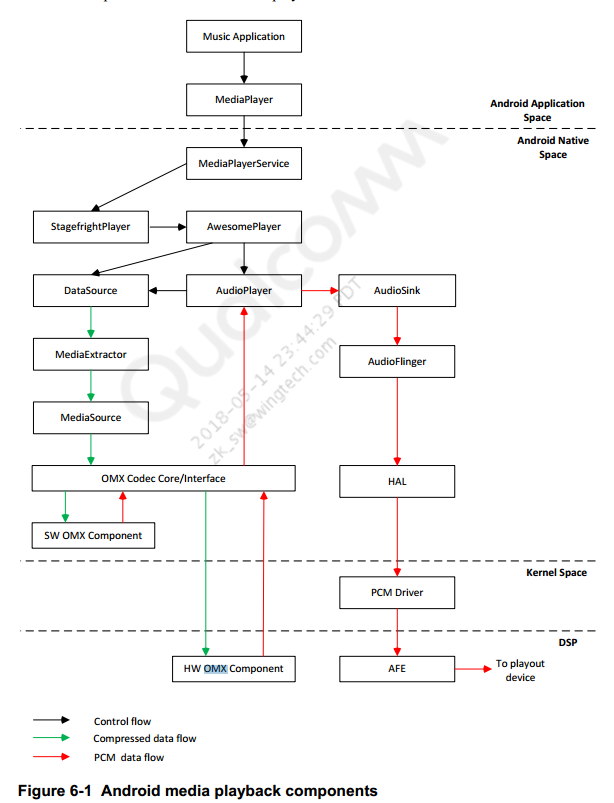 Music Application
MediaPlayer
Android Application
Space
Android Native
Space
MediaPlayerService
StagefrightPlayer
AwesomePlayer
DataSource
AudioPlayer
AudioSink
MediaExtractor
AudioFlinger
MediaSource
OMX Codec Core/Interface
HAL
SW OMX Component
Kernel Space
PCM Driver
DSP
HW OMX Component
AFE
To playout
device
Control flow
Compressed data flow
PCM data flow
Figure 6-1 Android media playback components
Qualcomm
2018-05-14 23:44:29 PDT
zk_sw@wingtech.com